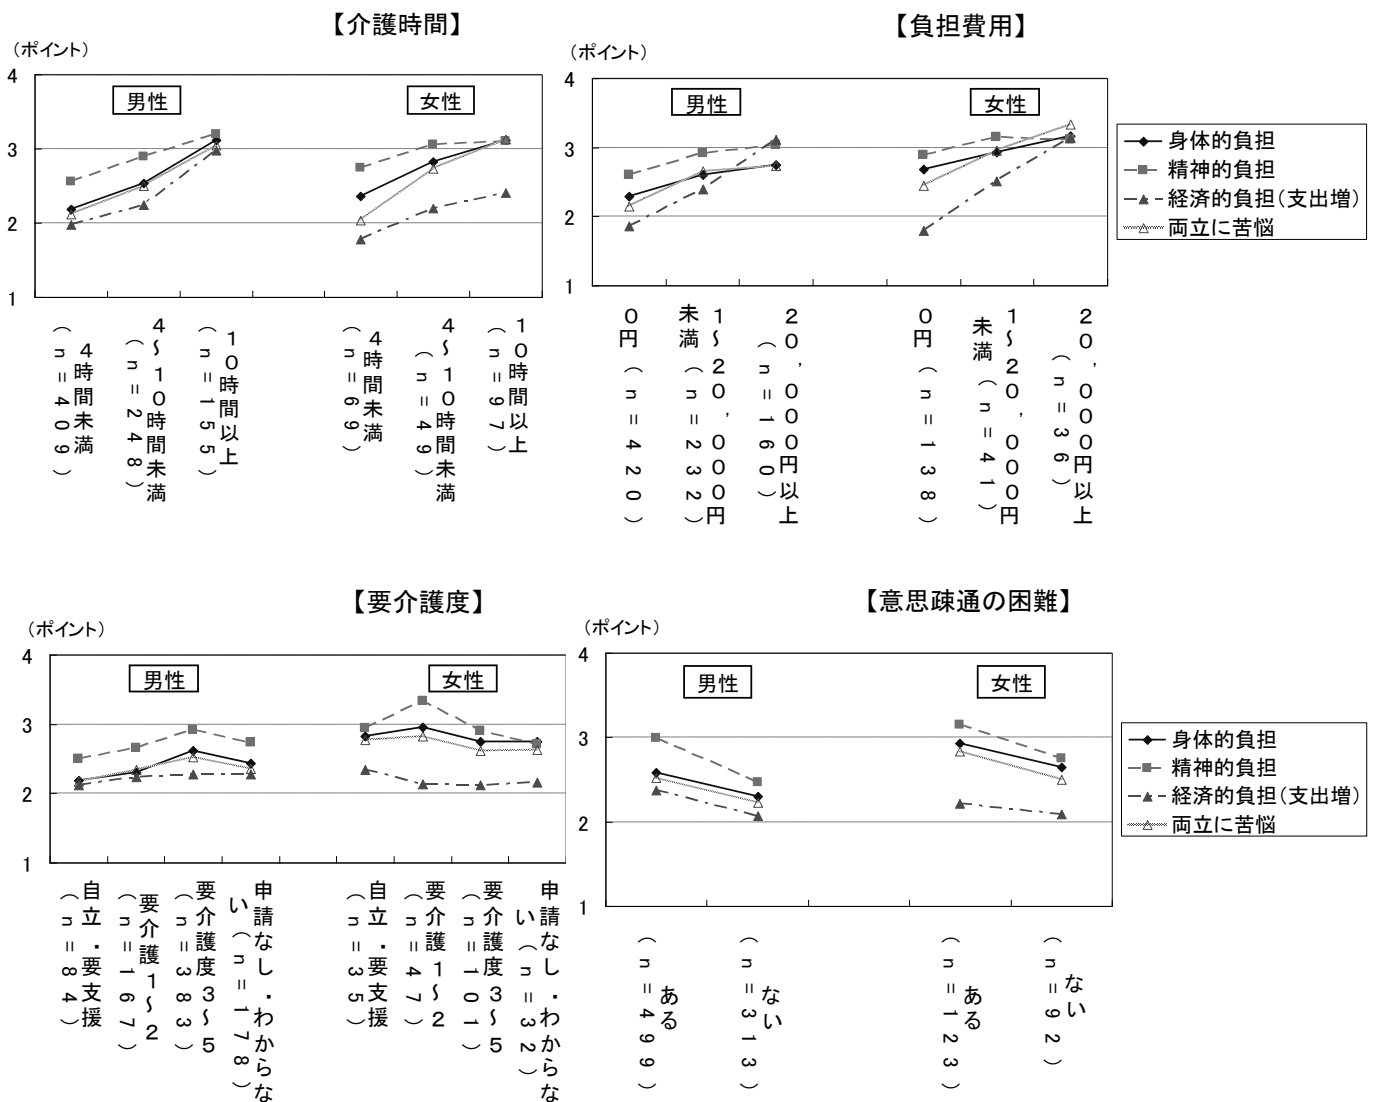 【介護時間】
(ポイント)
4
3
2
1
男性
女性
4時間未満
(n=409)
4～10時間未満
(n=248)
10時間以上
(n=155)
4時間未満
(n=69)
4～10時間未満
(n=49)
10時間以上
(n=97)
【負担費用】
(ポイント)
4
3
2
1
男性
女性
0円(n=420)
1～20,000円
未満(n=232)
20,000円以上
(n=160)
0円(n=138)
1～20,000円
未満(n=41)
20,000円以上
(n=36)
身体的負担
精神的負担
経済的負担(支出増)
両立に苦悩
【要介護度】
(ポイント)
4
3
2
1
男性
女性
自立・要支援
(n=84)
要介護1～2
(n=167)
要介護度3～5
(n=383)
申請なし・わからな
い(n=178)
自立・要支援
(n=35)
要介護1～2
(n=47)
要介護度3～5
(n=101)
申請なし・わからな
い(n=32)
【意思疎通の困難】
(ポイント)
4
3
2
1
男性
女性
ある
(n=499)
ない
(n=313)
ある
(n=123)
ない
(n=92)
身体的負担
精神的負担
経済的負担(支出増)
両立に苦悩